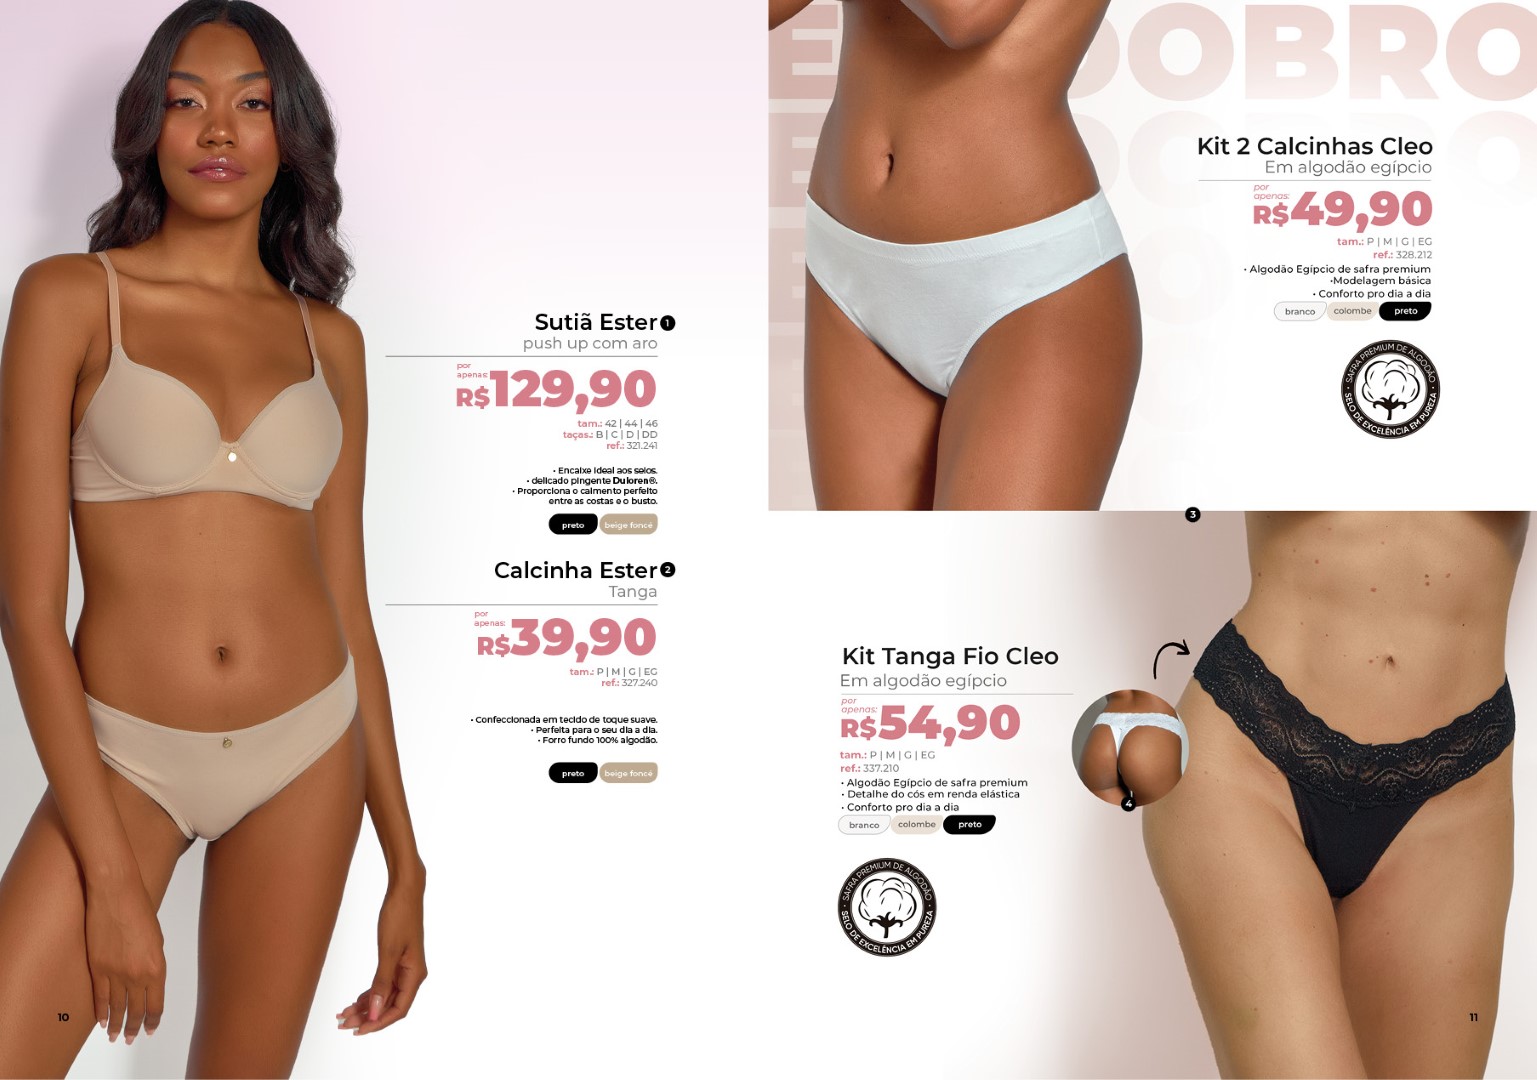 Sutiã Ester 1
push up com aro
por
apenas:
R$129,90
tam.: 42 | 44 | 46
taças.: B | C | D | DD
ref.: 321.241
• Encaixe ideal aos seios.
• delicado pingente Duloren®.
• Proporciona o caimento perfeito
entre as costas e o busto.
preto
beige foncé
Calcinha Ester 2
Tanga
por
apenas:
R$39,90
tam.: P | M | G | EG
ref.: 327.240
• Confeccionada em tecido de toque suave.
• Perfeita para o seu dia a dia.
• Forro fundo 100% algodão.
preto
beige foncé
10
E DOBRO
E DOBRO
Kit 2 Calcinhas Cleo
Em algodão egípcio
por
apenas:
R$49,90
tam.: P | M | G | EG
ref.: 328.212
• Algodão Egípcio de safra premium
•Modelagem básica
• Conforto pro dia a dia
branco
colombe
preto
SAFRA PREMIUM DE ALGODÃO
SELO DE EXCELÊNCIA EM PUREZA
3
Kit Tanga Fio Cleo
Em algodão egípcio
por
apenas:
R$54,90
tam.: P | M | G | EG
ref.: 337.210
• Algodão Egípcio de safra premium
• Detalhe do cós em renda elástica
• Conforto pro dia a dia
branco
colombe
preto
4
SAFRA PREMIUM DE ALGODÃO
SELO DE EXCELÊNCIA EM PUREZA
11